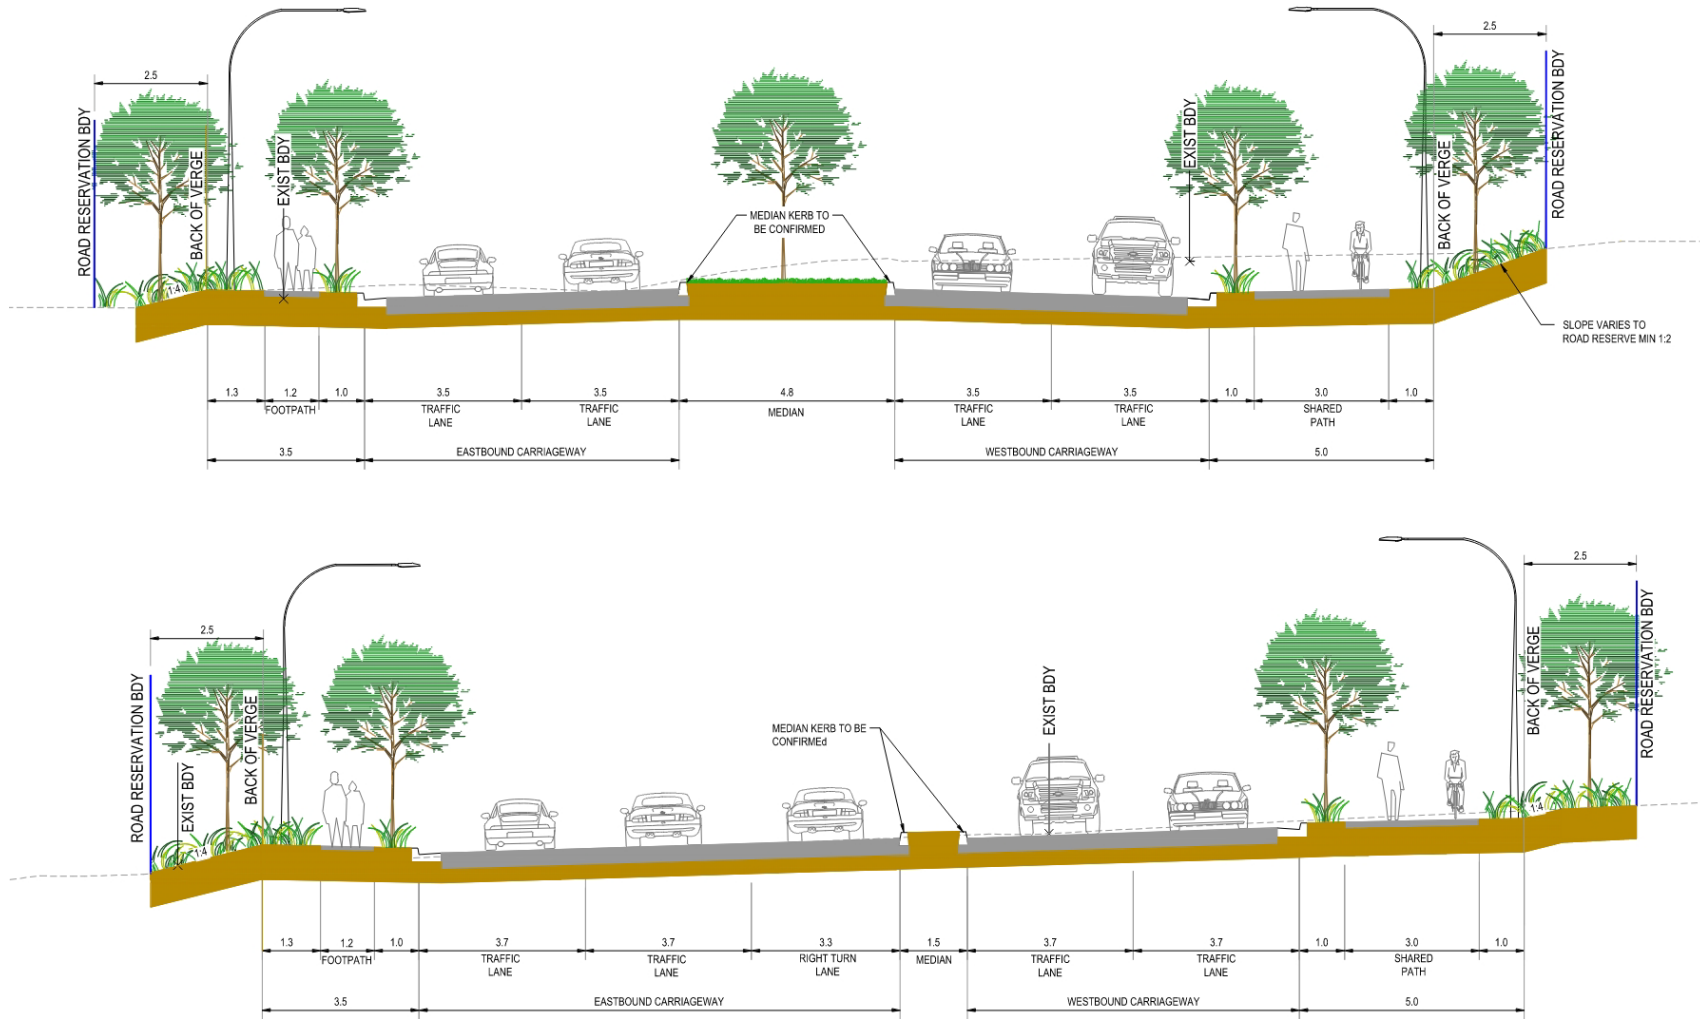 2.5
2.5
ROAD RESERVATION BDY
BACK OF VERGE
EXIST BDY
MEDIAN KERB TO
BE CONFIRMED
EXIST BDY
BACK OF VERGE
ROAD RESERVATION BDY
1:4
SLOPE VARIES TO
ROAD RESERVE MIN 1:2
1.3 1.2 1.0 3.5 3.5 4.8 3.5 3.5 1.0 3.0 1.0
FOOTPATH TRAFFIC TRAFFIC MEDIAN TRAFFIC TRAFFIC SHARED
LANE LANE LANE LANE PATH
3.5 EASTBOUND CARRIAGEWAY WESTBOUND CARRIAGEWAY 5.0
2.5
2.5
ROAD RESERVATION BDY
EXIST BDY
BACK OF VERGE
MEDIAN KERB TO BE
CONFIRMEd
EXIST BDY
BACK OF VERGE
ROAD RESERVATION BDY
1:4
1:4
1.3 1.2 1.0 3.7 3.7 3.3 1.5 3.7 3.7 1.0 3.0 1.0
FOOTPATH TRAFFIC TRAFFIC RIGHT TURN MEDIAN TRAFFIC TRAFFIC SHARED
LANE LANE LANE LANE LANE PATH
3.5 EASTBOUND CARRIAGEWAY WESTBOUND CARRIAGEWAY 5.0